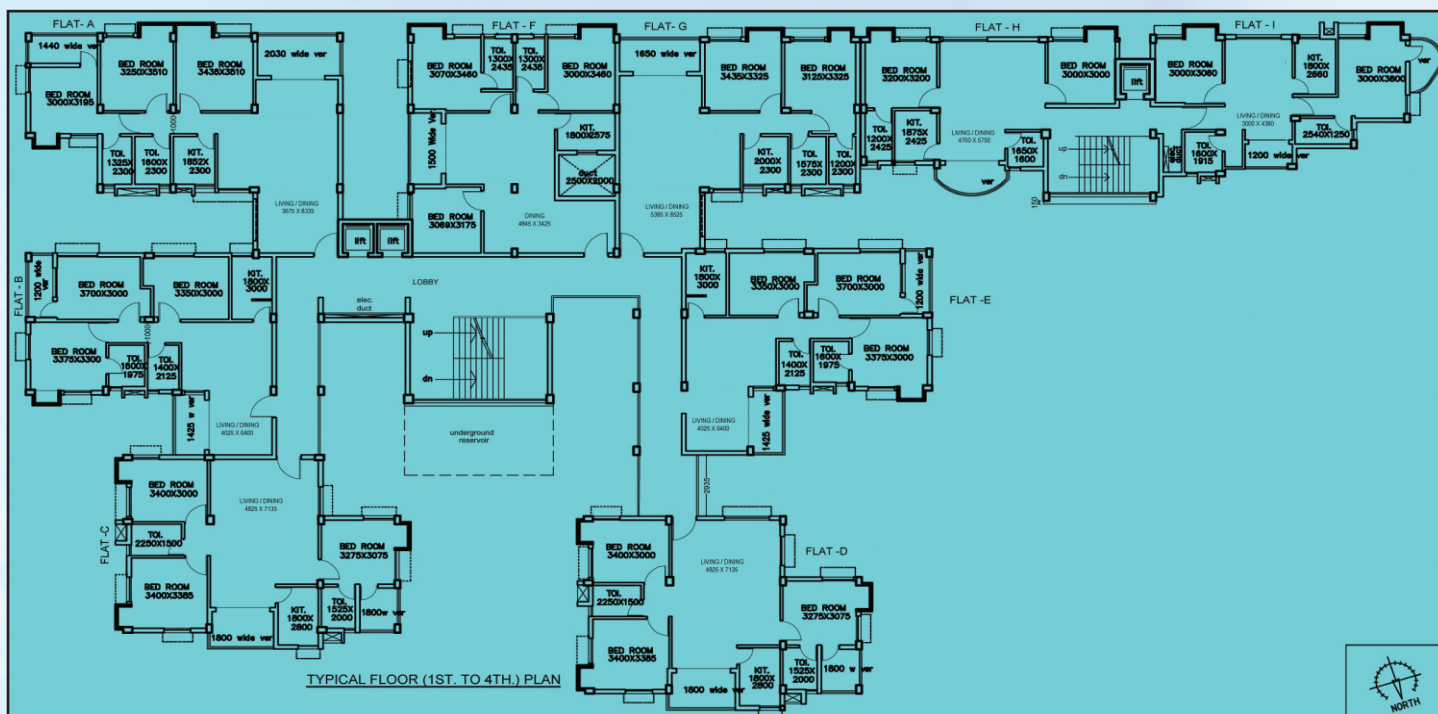 FLAT- A
1440 wide ver
BED ROOM
3250X3510
BED ROOM
3435X3510
2030 wide ver
BED ROOM
3000X3195
1000
TOI.
1325X
2300
TOI.
1600X
2300
KIT.
1852X
2300
LIVING / DINING
3675 X 8335
FLAT - F
BED ROOM
3070X3460
TOI.
1300X
2435
TOI.
1300X
2435
BED ROOM
3000X3460
1500 Wide Ver
KIT.
1800X2575
duct
2500X2000
BED ROOM
3069X3175
DINING
4845 X 3425
FLAT- G
1650 wide ver
BED ROOM
3435X3325
BED ROOM
3125X3325
KIT.
2000X
2300
TOI.
1575X
2300
TOI.
1200X
2300
LIVING / DINING
5385 X 8525
FLAT - H
BED ROOM
3200X3200
BED ROOM
3000X3000
TOI.
1200X
2425
KIT.
1875X
2425
LIVING / DINING
4700 X 5750
TOI.
1650X
1600
ver
lift
up
dn
elec.
duct
150
FLAT - I
BED ROOM
3000X3060
KIT.
1800X
2660
BED ROOM
3000X3800
ver
LIVING / DINING
3000 X 4360
TOI.
2540X1250
TOI.
1600X
1915
1200 wide ver
lift
lift
LOBBY
elec.
duct
up
dn
underground
reservoir
FLAT - B
1200 wide
ver
BED ROOM
3700X3000
BED ROOM
3350X3000
KIT.
1800X
3000
BED ROOM
3375X3300
1000
TOI.
1600X
1975
TOI.
1400X
2125
1425 w ver
LIVING / DINING
4025 X 6400
FLAT -E
KIT.
1800X
3000
BED ROOM
3350X3000
BED ROOM
3700X3000
1200 wide
ver
TOI.
1400X
2125
TOI.
1600X
1975
BED ROOM
3375X3000
LIVING / DINING
4025 X 6400
1425 wide ver
2935
FLAT -C
BED ROOM
3400X3000
LIVING / DINING
4825 X 7135
TOI.
2250X1500
BED ROOM
3400X3385
BED ROOM
3275X3075
KIT.
1800X
2800
TOI.
1525X
2000
1800w ver
1800 wide ver
FLAT -D
BED ROOM
3400X3000
LIVING / DINING
4825 X 7135
TOI.
2250X1500
BED ROOM
3400X3385
BED ROOM
3275X3075
KIT.
1800X
2800
TOI.
1525X
2000
1800 w ver
1800 wide ver
TYPICAL FLOOR (1ST. TO 4TH.) PLAN
NORTH